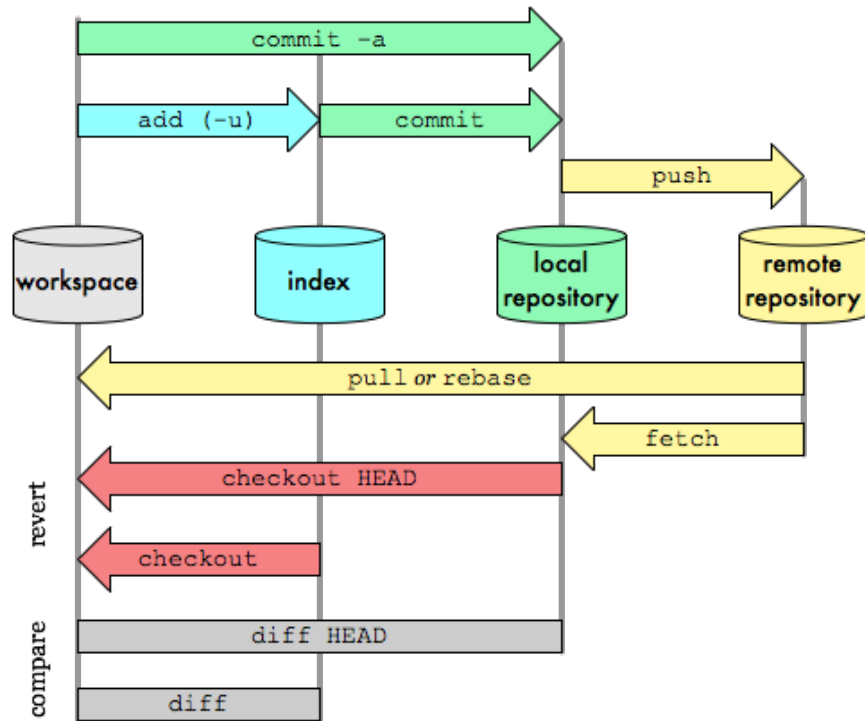 commit -a
add (-u)
commit
push
workspace
index
local
repository
remote
repository
pull or rebase
fetch
revert
checkout HEAD
checkout
compare
diff HEAD
diff